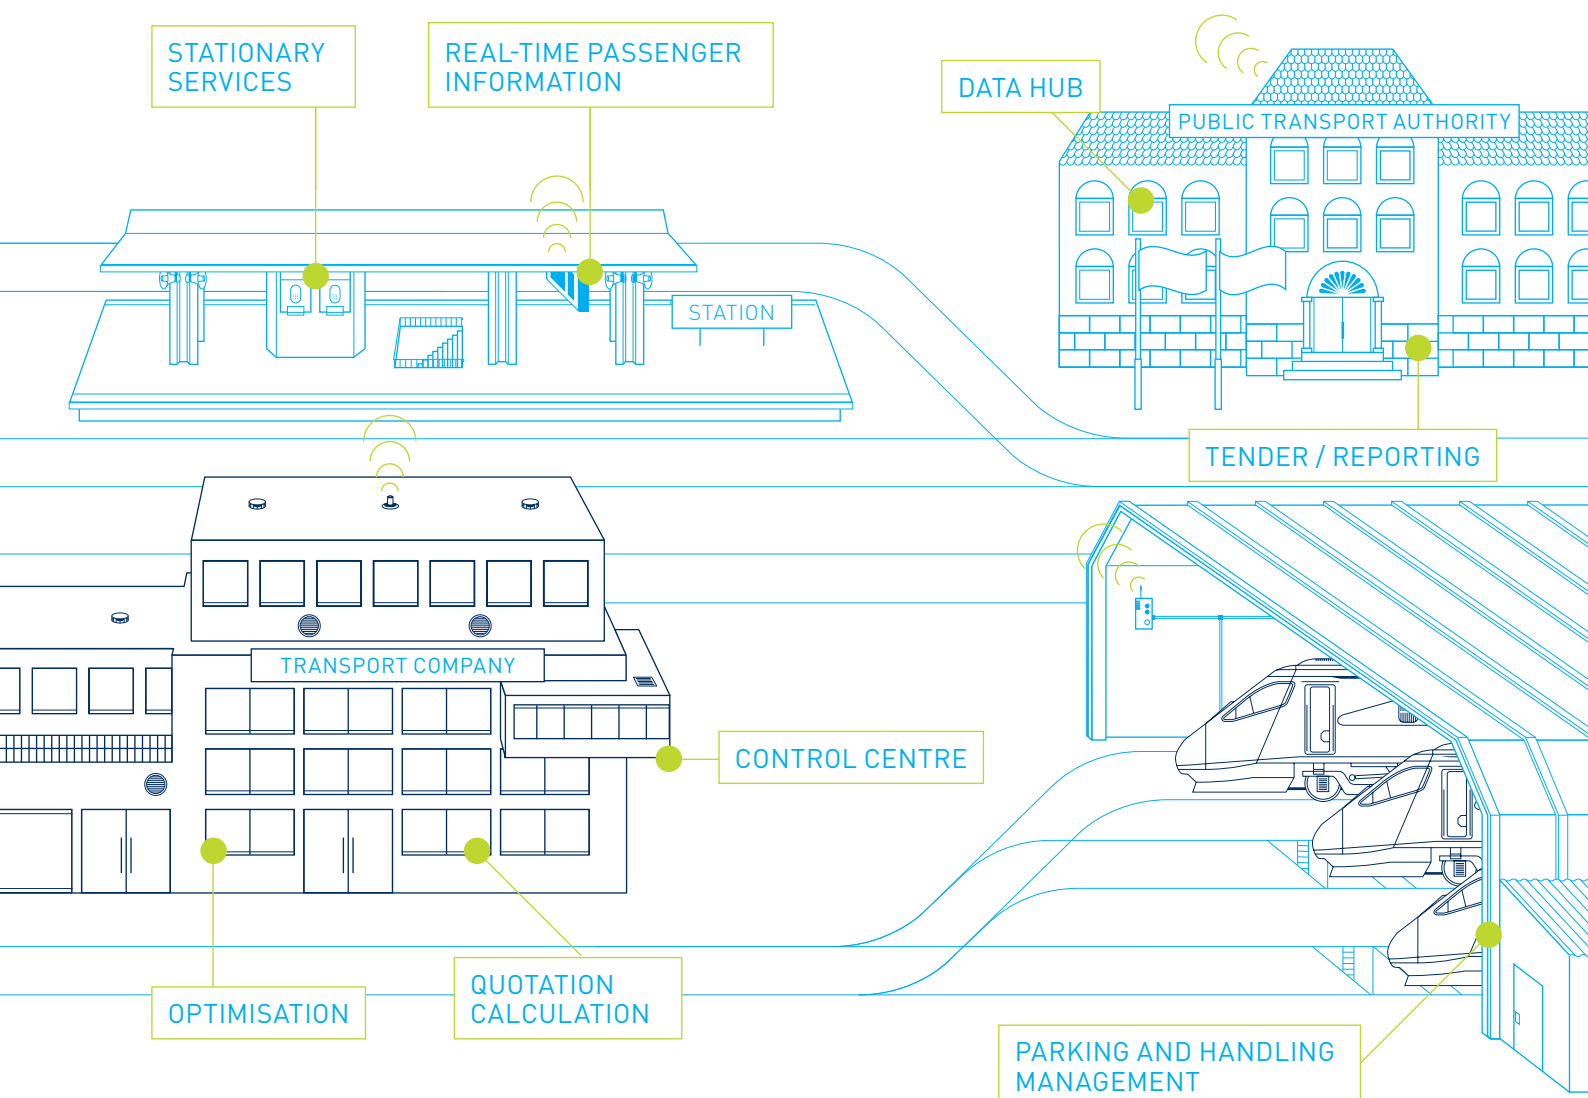 STATIONARY
SERVICES
REAL-TIME PASSENGER
INFORMATION
DATA HUB
PUBLIC TRANSPORT AUTHORITY
STATION
TENDER / REPORTING
TRANSPORT COMPANY
CONTROL CENTRE
OPTIMISATION
QUOTATION
CALCULATION
PARKING AND HANDLING
MANAGEMENT